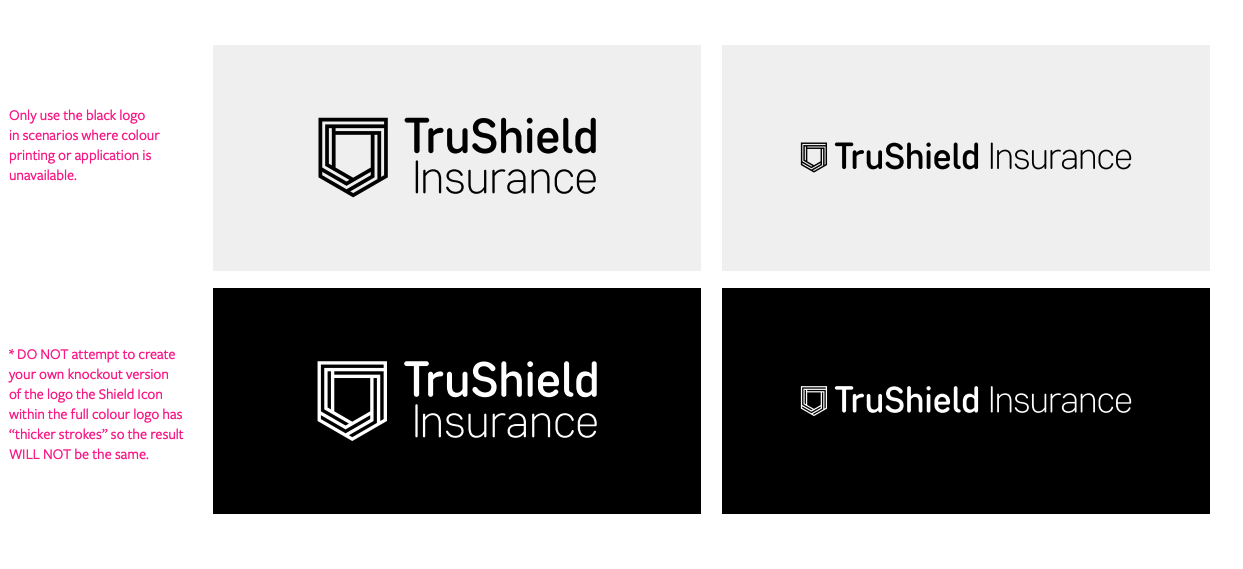 Only use the black logo
in scenarios where colour
printing or application is
unavailable.
TruShield
Insurance
TruShield Insurance
* DO NOT attempt to create
your own knockout version
of the logo the Shield Icon
within the full colour logo has
“thicker strokes” so the result
WILL NOT be the same.
TruShield
Insurance
TruShield Insurance